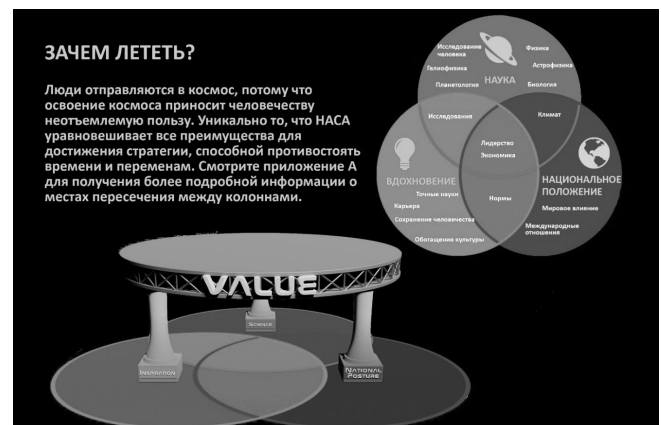 ЗАЧЕМ ЛЕТЕТЬ?
Люди отправляются в космос, потому что
освоение космоса приносит человечеству
неотъемлемую пользу. Уникально то, что НАСА
уравновешивает все преимущества для
достижения стратегии, способной противостоять
времени и переменам. Смотрите приложение А
для получения более подробной информации о
местах пересечения между колоннами.
Исследование
человека
Физика
Гелиофизика
Астрофизика
НАУКА
Планетология
Биология
Исследование
Климат
Лидерство
Экономика
ВДОХНОВЕНИЕ
Точные науки
Карьера
Сохранение человечества
Обогащение культуры
Нормы
НАЦИОНАЛЬНОЕ
ПОЛОЖЕНИЕ
Мировое влияние
Международные
отношения
VALUE
SCIENCE
INSPIRATION
NATIONAL
POSTURE